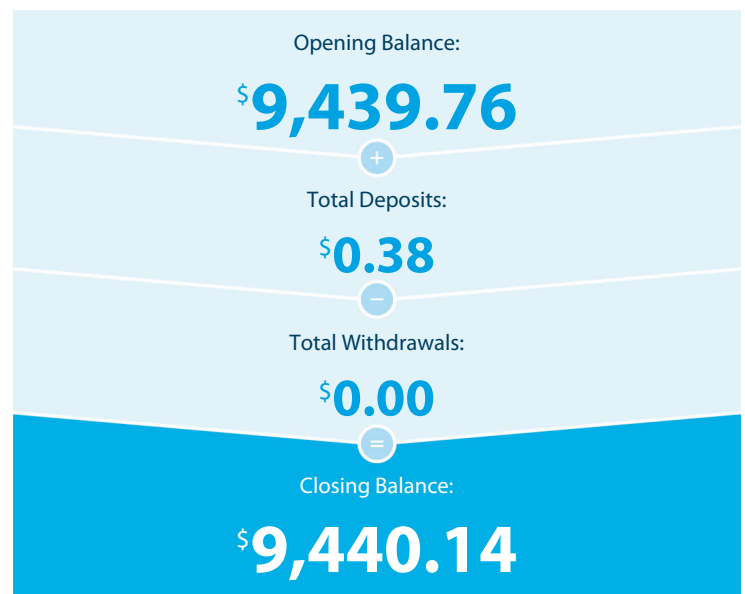 Opening Balance:
$9,439.76
+
Total Deposits:
$0.38
−
Total Withdrawals:
$0.00
=
Closing Balance:
$9,440.14